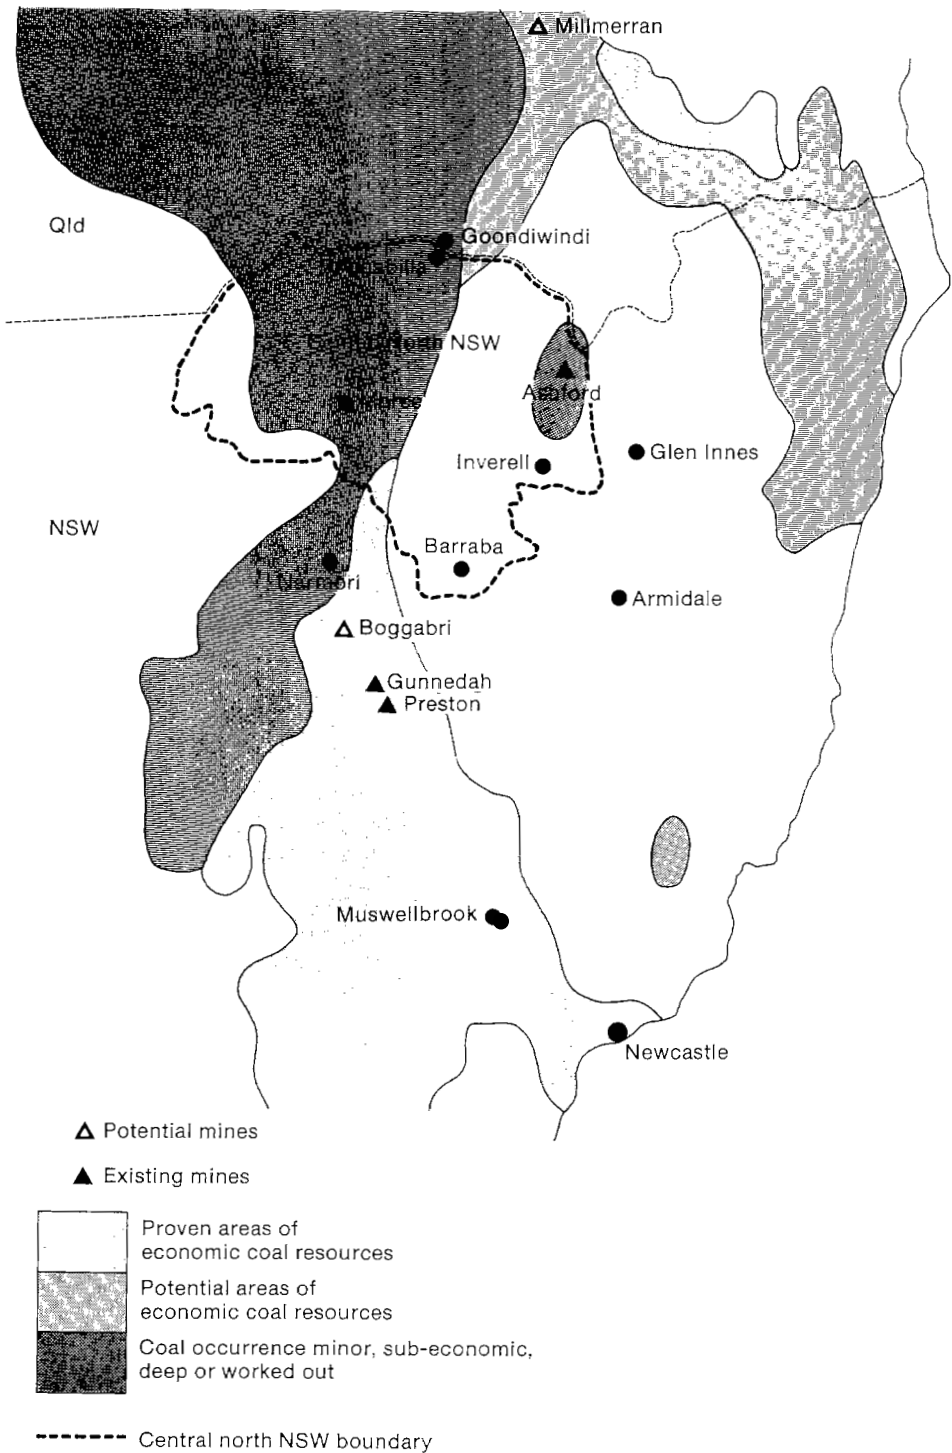 Millmerran
Qld
Goondiwindi
NSW
Moree
Ashford
Inverell
Glen Innes
NSW
Barraba
Narrabri
Armidale
Boggabri
Gunnedah
Preston
Muswellbrook
Newcastle
Potential mines
Existing mines
Proven areas of
economic coal resources
Potential areas of
economic coal resources
Coal occurrence minor, sub-economic,
deep or worked out
Central north NSW boundary